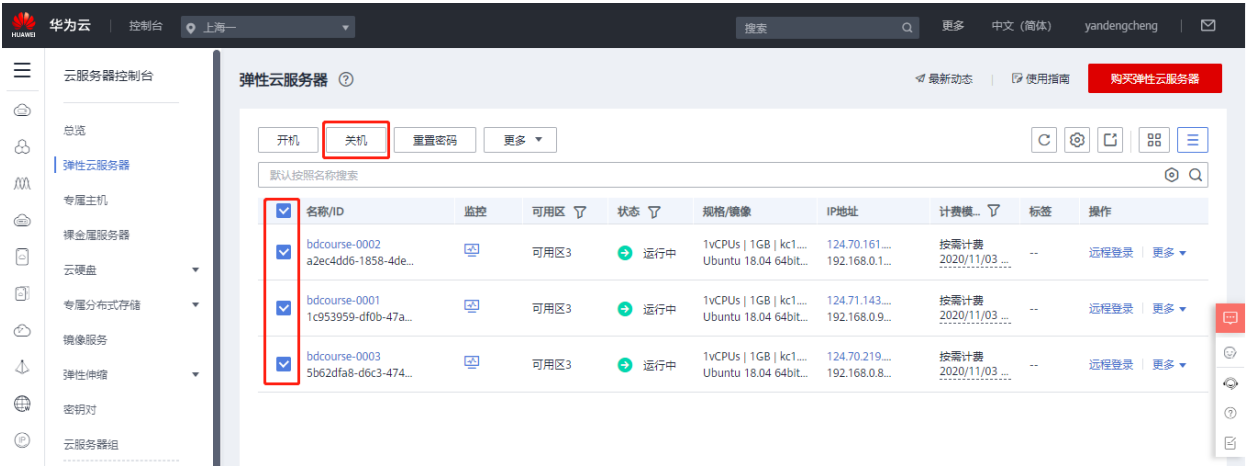 HUAWEI 华为云 控制台 上海一 搜索 更多 中文（简体） yandengcheng
云服务器控制台
总览
弹性云服务器
专属主机
裸金属服务器
云硬盘
专属分布式存储
镜像服务
弹性伸缩
密钥对
云服务器组
IP
弹性云服务器 最新动态 使用指南 购买弹性云服务器
开机 关机 重置密码 更多
默认按照名称搜索
名称/ID 监控 可用区 状态 规格/镜像 IP地址 计费模... 标签 操作
bdcourse-0002 1vCPUs | 1GB | kc1.... 124.70.161.... 按需计费
可用区3 运行中 -- 远程登录 更多
a2ec4dd6-1858-4de... Ubuntu 18.04 64bit... 192.168.0.1... 2020/11/03 ...
bdcourse-0001 1vCPUs | 1GB | kc1.... 124.71.143.... 按需计费
可用区3 运行中 -- 远程登录 更多
1c953959-df0b-47a... Ubuntu 18.04 64bit... 192.168.0.9... 2020/11/03 ...
bdcourse-0003 1vCPUs | 1GB | kc1.... 124.70.219.... 按需计费
可用区3 运行中 -- 远程登录 更多
5b62dfa8-d6c3-474... Ubuntu 18.04 64bit... 192.168.0.8... 2020/11/03 ...